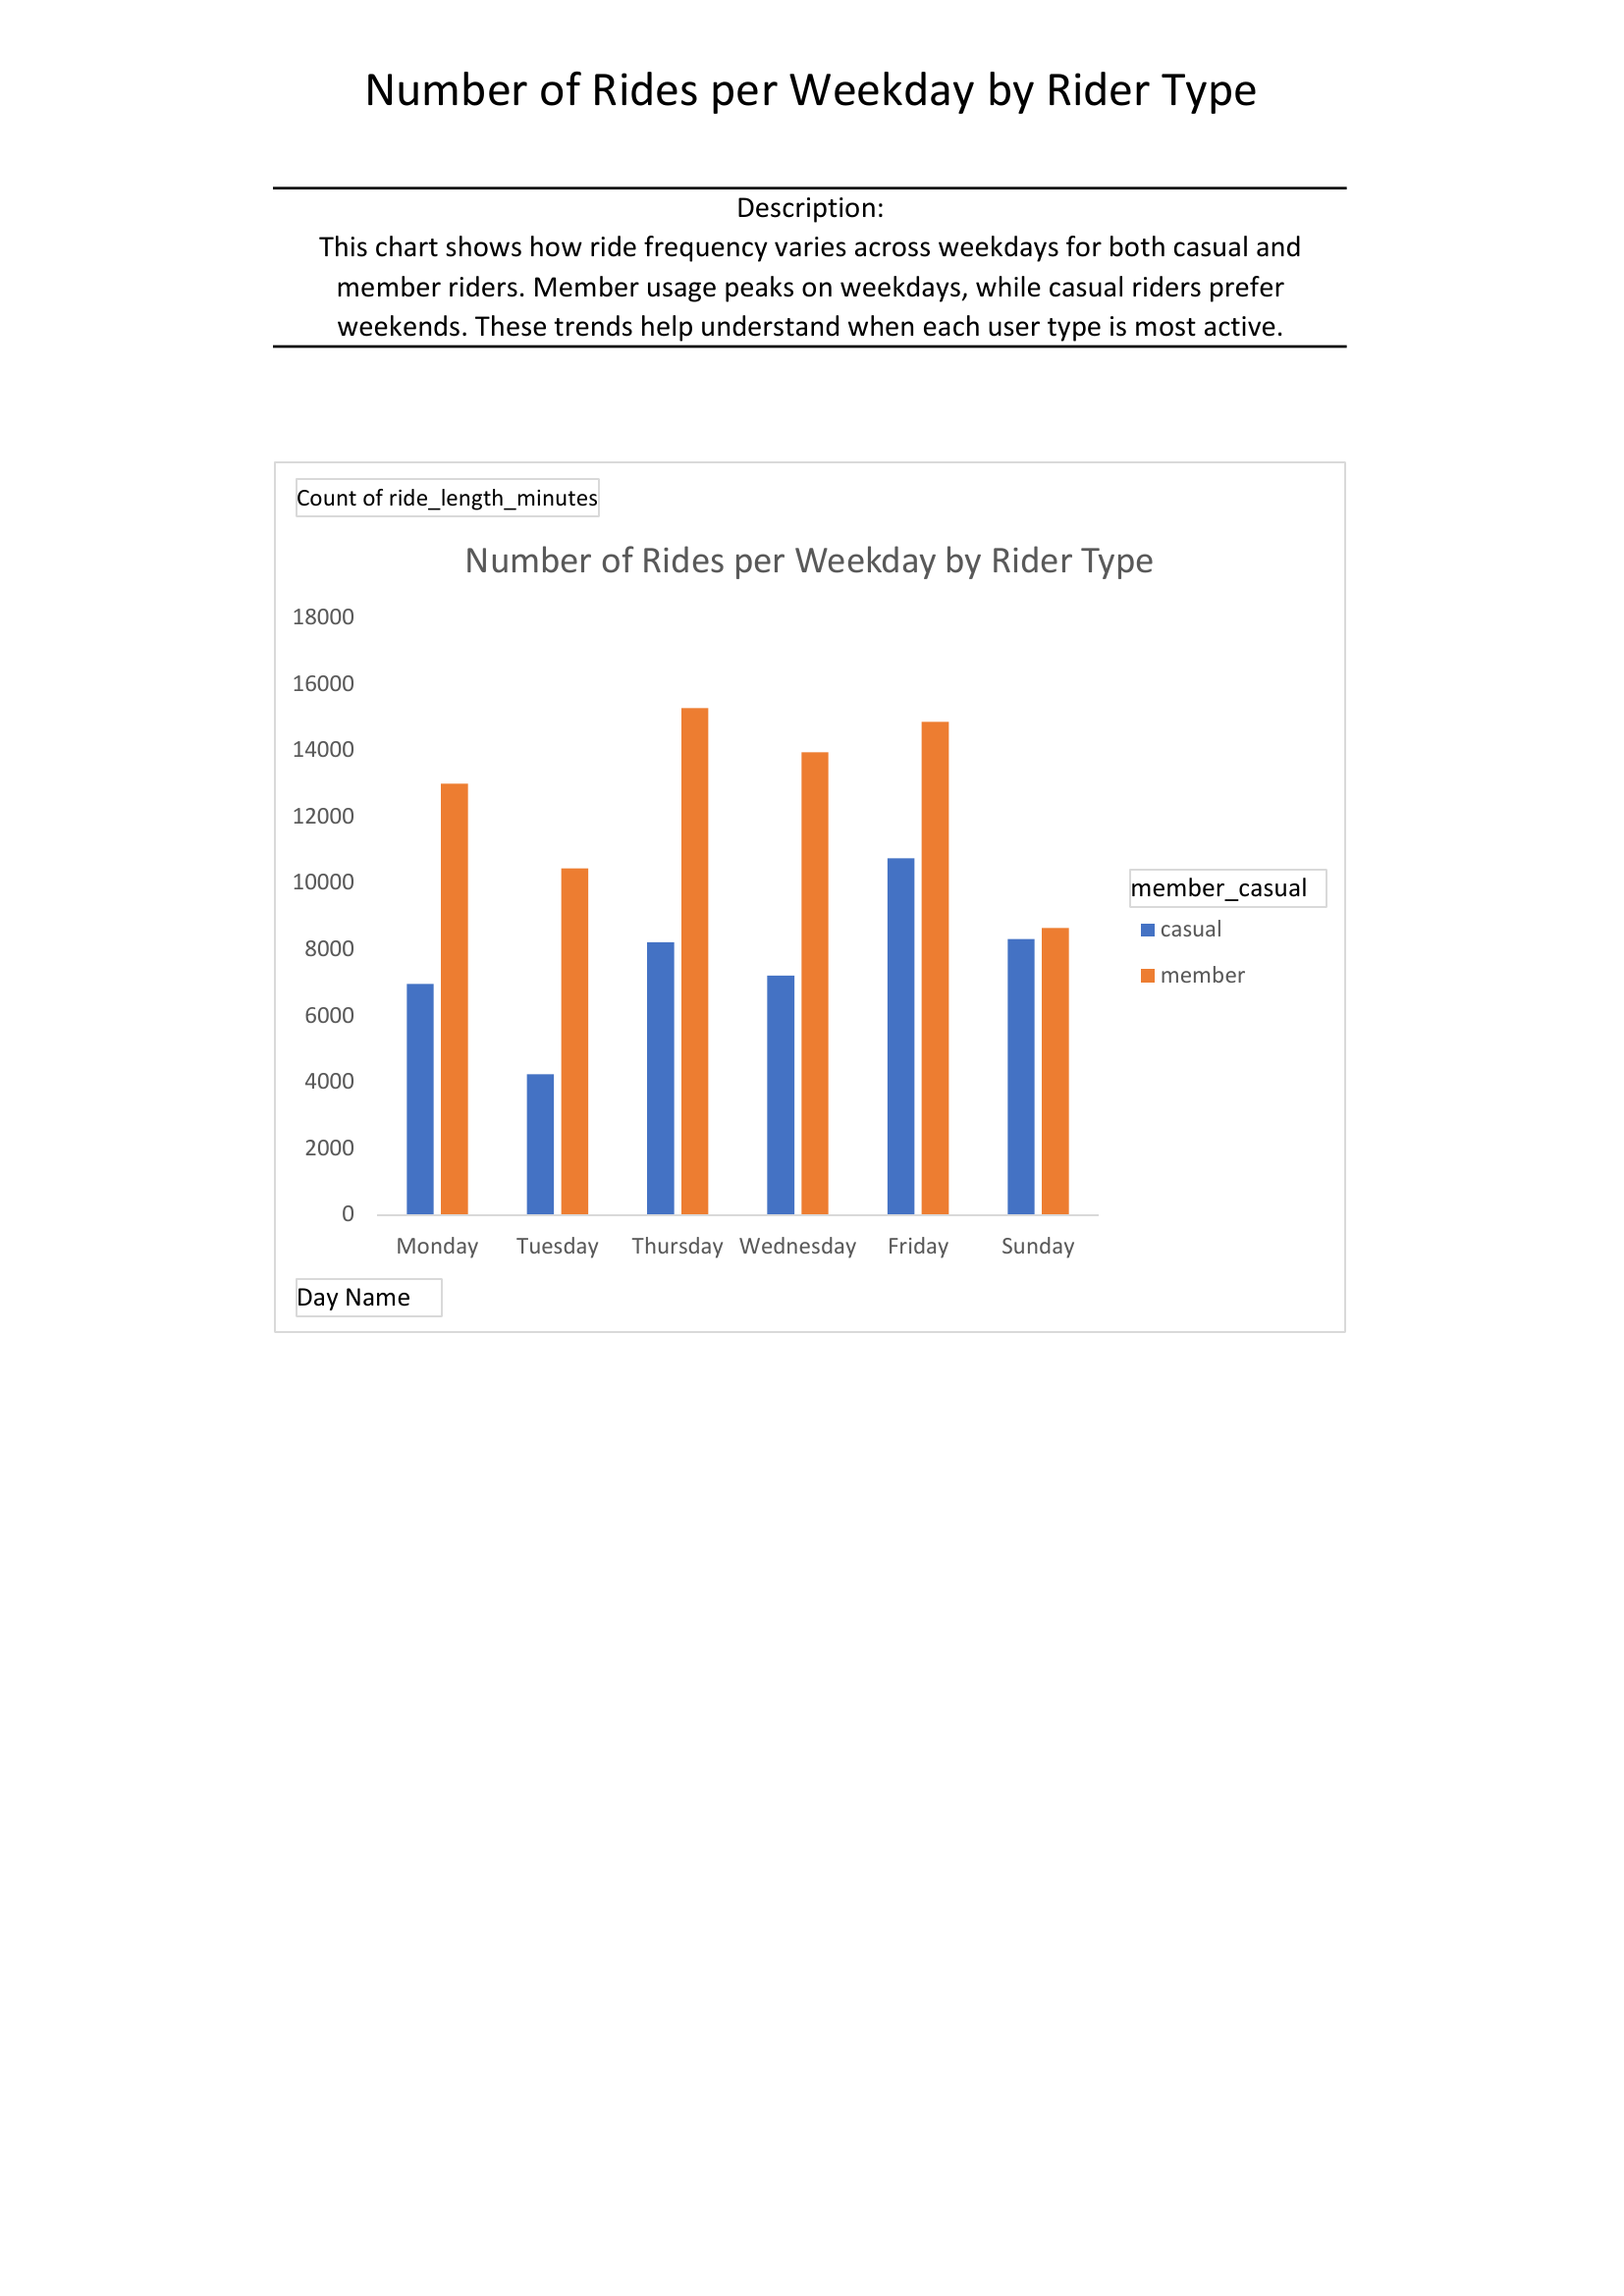 Number of Rides per Weekday by Rider Type
Description:
This chart shows how ride frequency varies across weekdays for both casual and
member riders. Member usage peaks on weekdays, while casual riders prefer
weekends. These trends help understand when each user type is most active.
Count of ride_length_minutes
Number of Rides per Weekday by Rider Type
18000
16000
14000
12000
10000
8000
6000
4000
2000
0
Monday Tuesday Thursday Wednesday Friday Sunday
member_casual
casual
member
Day Name